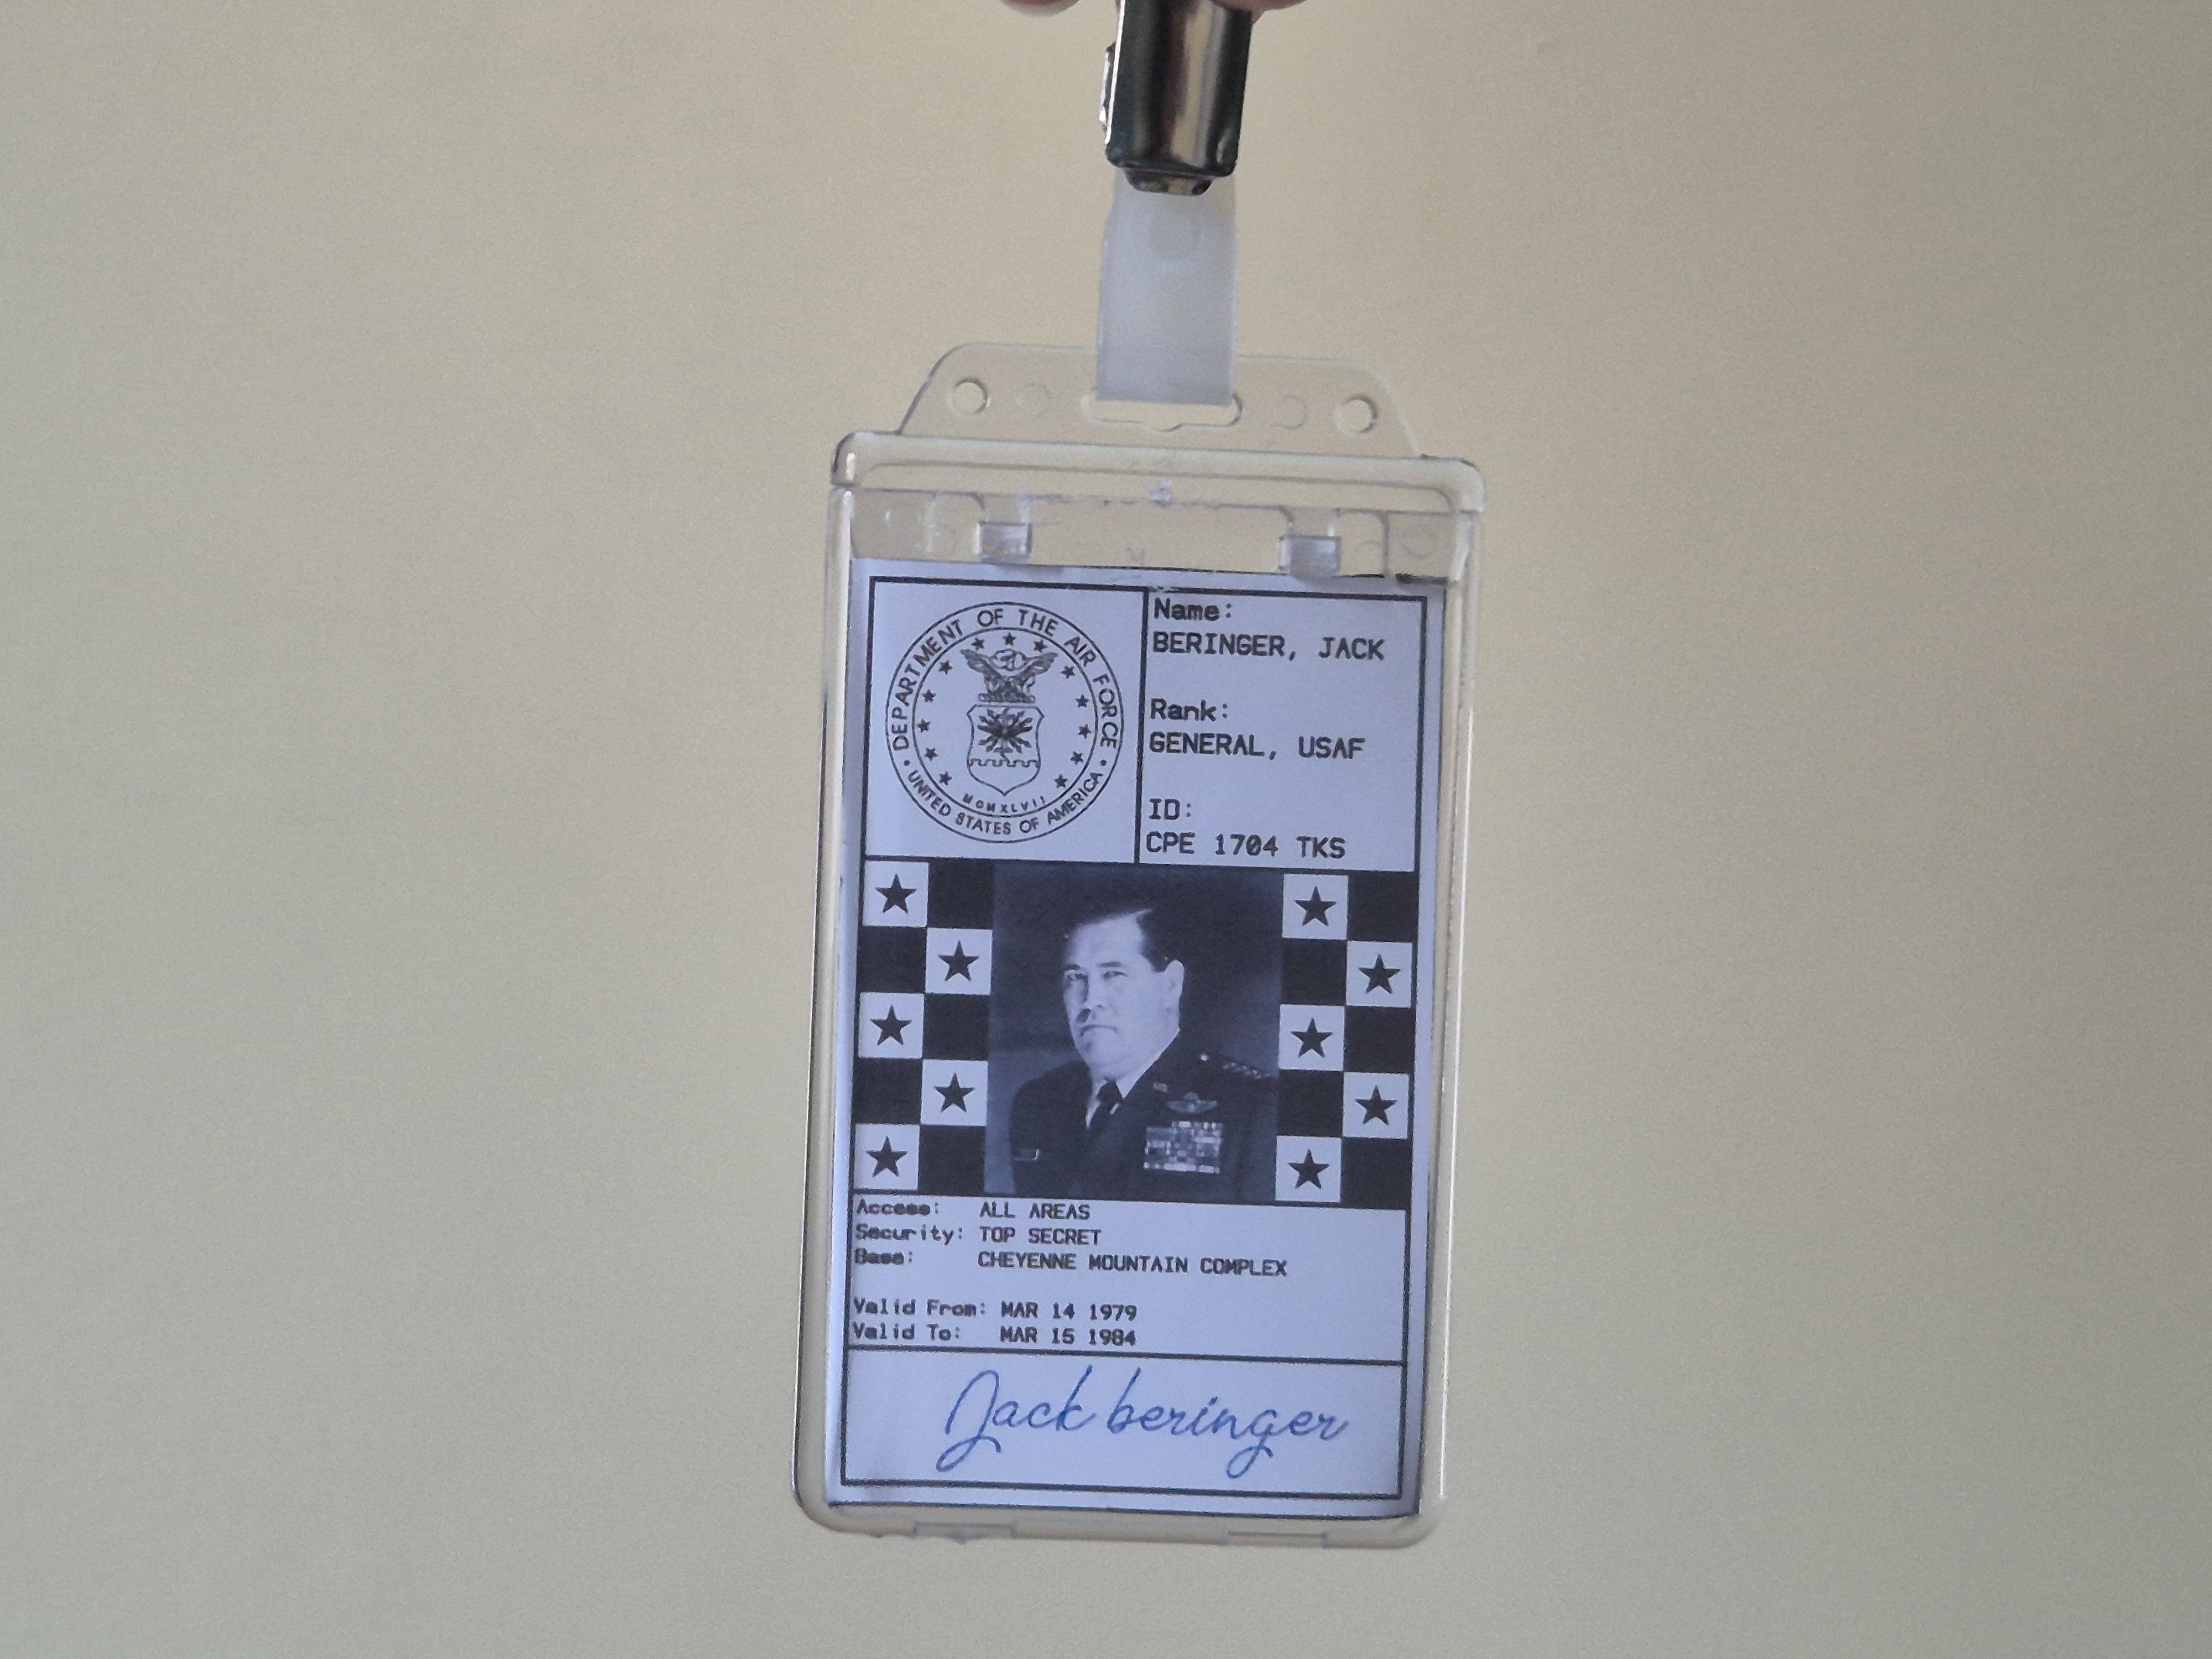 DEPARTMENT OF THE AIR FORCE
MCMXLVII
UNITED STATES OF AMERICA
Name:
BERINGER, JACK
Rank:
GENERAL, USAF
ID:
CPE 1704 TKS
Access: ALL AREAS
Security: TOP SECRET
Base: CHEYENNE MOUNTAIN COMPLEX
Valid From: MAR 14 1979
Valid To: MAR 15 1984
Jack beringer